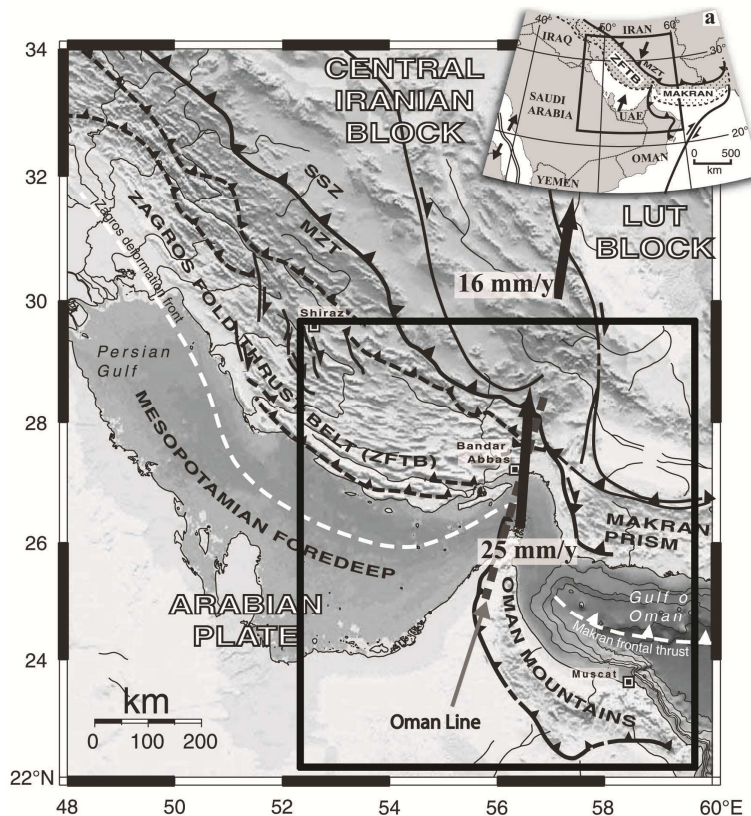 a
40°
50°
60°
30°
20°
IRAN
IRAQ
MZT
ZFTB
MAKRAN
SAUDI
ARABIA
UAE
OMAN
YEMEN
0 500
km
34
32
30
28
26
24
22°N
CENTRAL
IRANIAN
BLOCK
SSZ
MZT
LUT
BLOCK
16 mm/y
ZAGROS FOLD THRUST BELT (ZFTB)
Zagros deformation front
Shiraz
Persian
Gulf
MESOPOTAMIAN FOREDEEP
Bandar
Abbas
MAKRAN
PRISM
25 mm/y
ARABIAN
PLATE
Gulf o
Oman
Makran frontal thrust
OMAN MOUNTAINS
Muscat
Oman Line
km
0 100 200
48 50 52 54 56 58 60°E